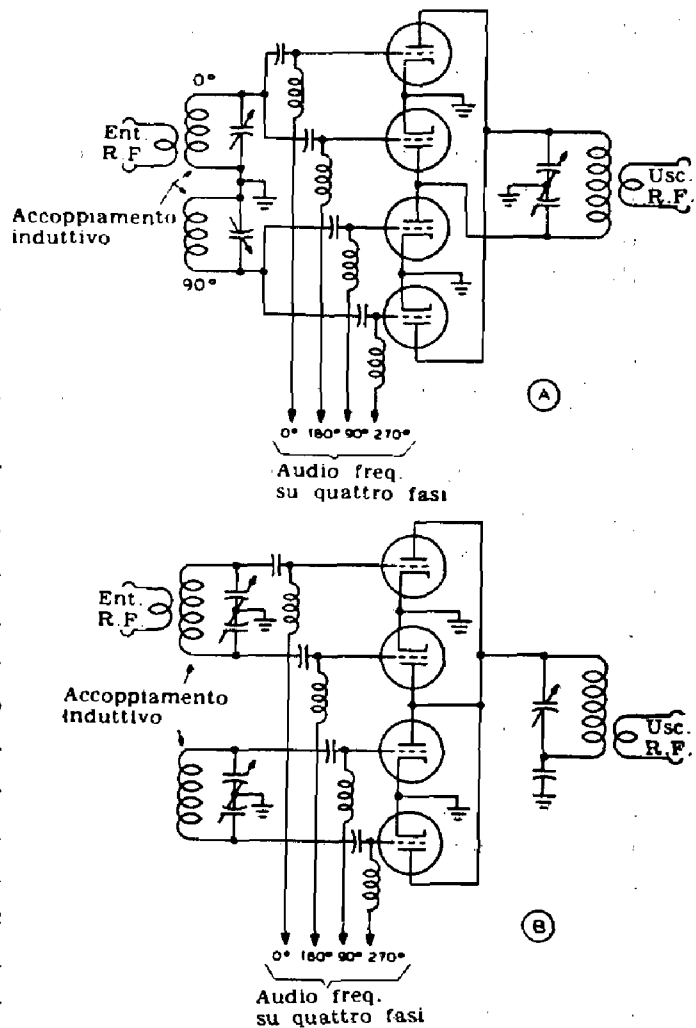 0°
Ent.
R.F
Accoppiamento
induttivo
90°
Usc.
R.F.
A
0° 180° 90° 270°
Audio freq.
su quattro fasi
Ent.
R.F.
Accoppiamento
induttivo
Usc.
R.F.
B
0° 180° 90° 270°
Audio freq.
su quattro fasi